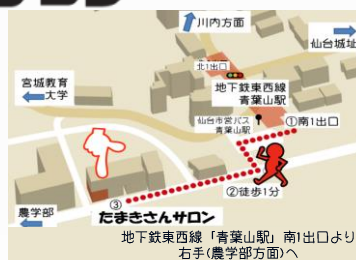 川内方面
仙台城址
北1出口
宮城教育
大学
地下鉄東西線
青葉山駅
仙台市営バス
青葉山駅
①南1出口
②徒歩1分
③
たまきさんサロン
農学部
地下鉄東西線「青葉山駅」南1出口より
右手(農学部方面)へ